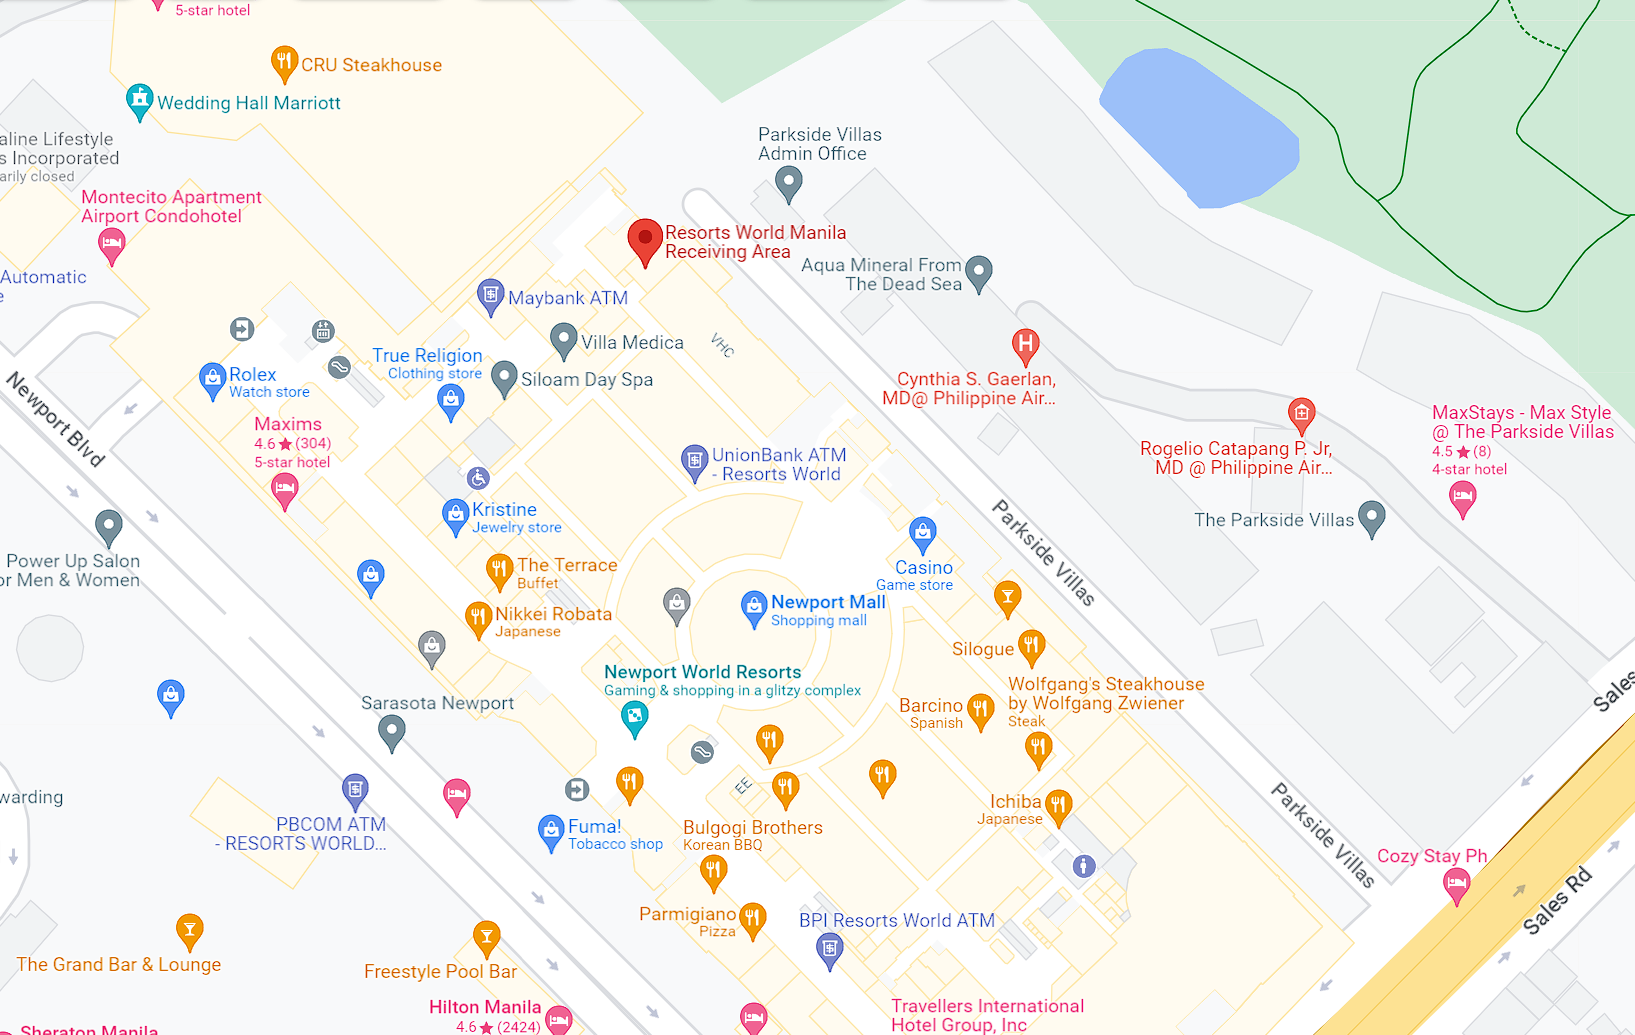 5-star hotel
CRU Steakhouse
Wedding Hall Marriott
aline Lifestyle
s Incorporated
arily closed
Parkside Villas
Admin Office
Montecito Apartment
Airport Condohotel
Resorts World Manila
Receiving Area
Aqua Mineral From
The Dead Sea
Automatic
e
Maybank ATM
Villa Medica
VHC
True Religion
Clothing store
Siloam Day Spa
Rolex
Watch store
Cynthia S. Gaerlan,
MD@ Philippine Air...
Newport Blvd
Maxims
4.6★(304)
5-star hotel
MaxStays - Max Style
@ The Parkside Villas
4.5★(8)
4-star hotel
Rogelio Catapang P. Jr,
MD @ Philippine Air...
UnionBank ATM
- Resorts World
Kristine
Jewelry store
The Parkside Villas
Parkside Villas
Power Up Salon
or Men & Women
The Terrace
Buffet
Casino
Game store
Nikkei Robata
Japanese
Newport Mall
Shopping mall
Silogue
Newport World Resorts
Gaming & shopping in a glitzy complex
Wolfgang's Steakhouse
by Wolfgang Zwiener
Steak
Barcino
Spanish
Sarasota Newport
Sales
EE
warding
Ichiba
Japanese
Parkside Villas
PBCOM ATM
- RESORTS WORLD...
Fuma!
Tobacco shop
Bulgogi Brothers
Korean BBQ
Cozy Stay Ph
Sales Rd
Parmigiano
Pizza
BPI Resorts World ATM
The Grand Bar & Lounge
Freestyle Pool Bar
Hilton Manila
4.6★(2424)
Travellers International
Hotel Group, Inc
Sheraton Manila